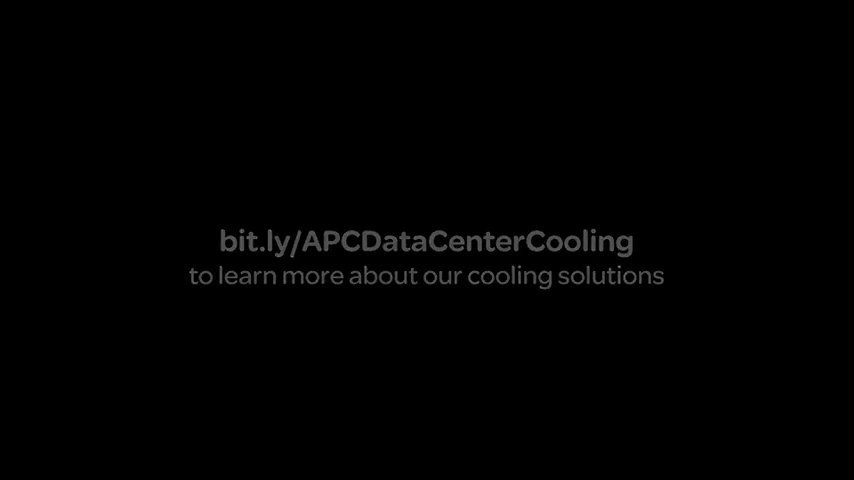 bit.ly/APCDataCenterCooling
to learn more about our cooling solutions